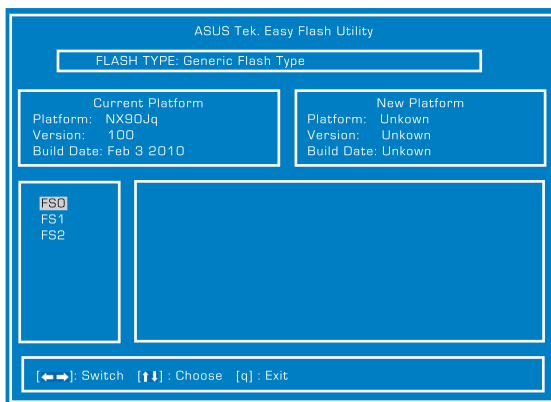 ASUS Tek. Easy Flash Utility
FLASH TYPE: Generic Flash Type
Current Platform
Platform: NX90Jq
Version: 100
Build Date: Feb 3 2010
New Platform
Platform: Unkown
Version: Unkown
Build Date: Unkown
FS0
FS1
FS2
[←→]: Switch [↑↓] : Choose [q] : Exit